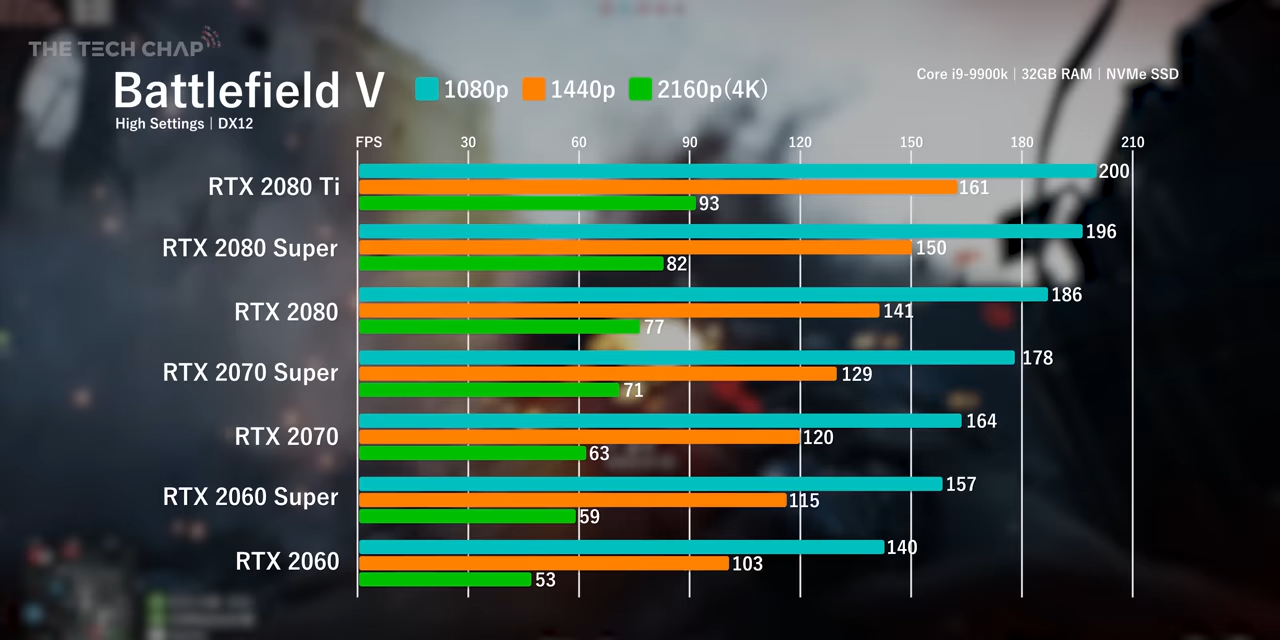 THE TECH CHAP
Battlefield V
1080p 1440p 2160p(4K)
Core i9-9900k | 32GB RAM | NVMe SSD
High Settings | DX12
FPS 30 60 90 120 150 180 210
RTX 2080 Ti
200
161
93
RTX 2080 Super
196
150
82
RTX 2080
186
141
77
RTX 2070 Super
178
129
71
RTX 2070
164
120
63
RTX 2060 Super
157
115
59
RTX 2060
140
103
53